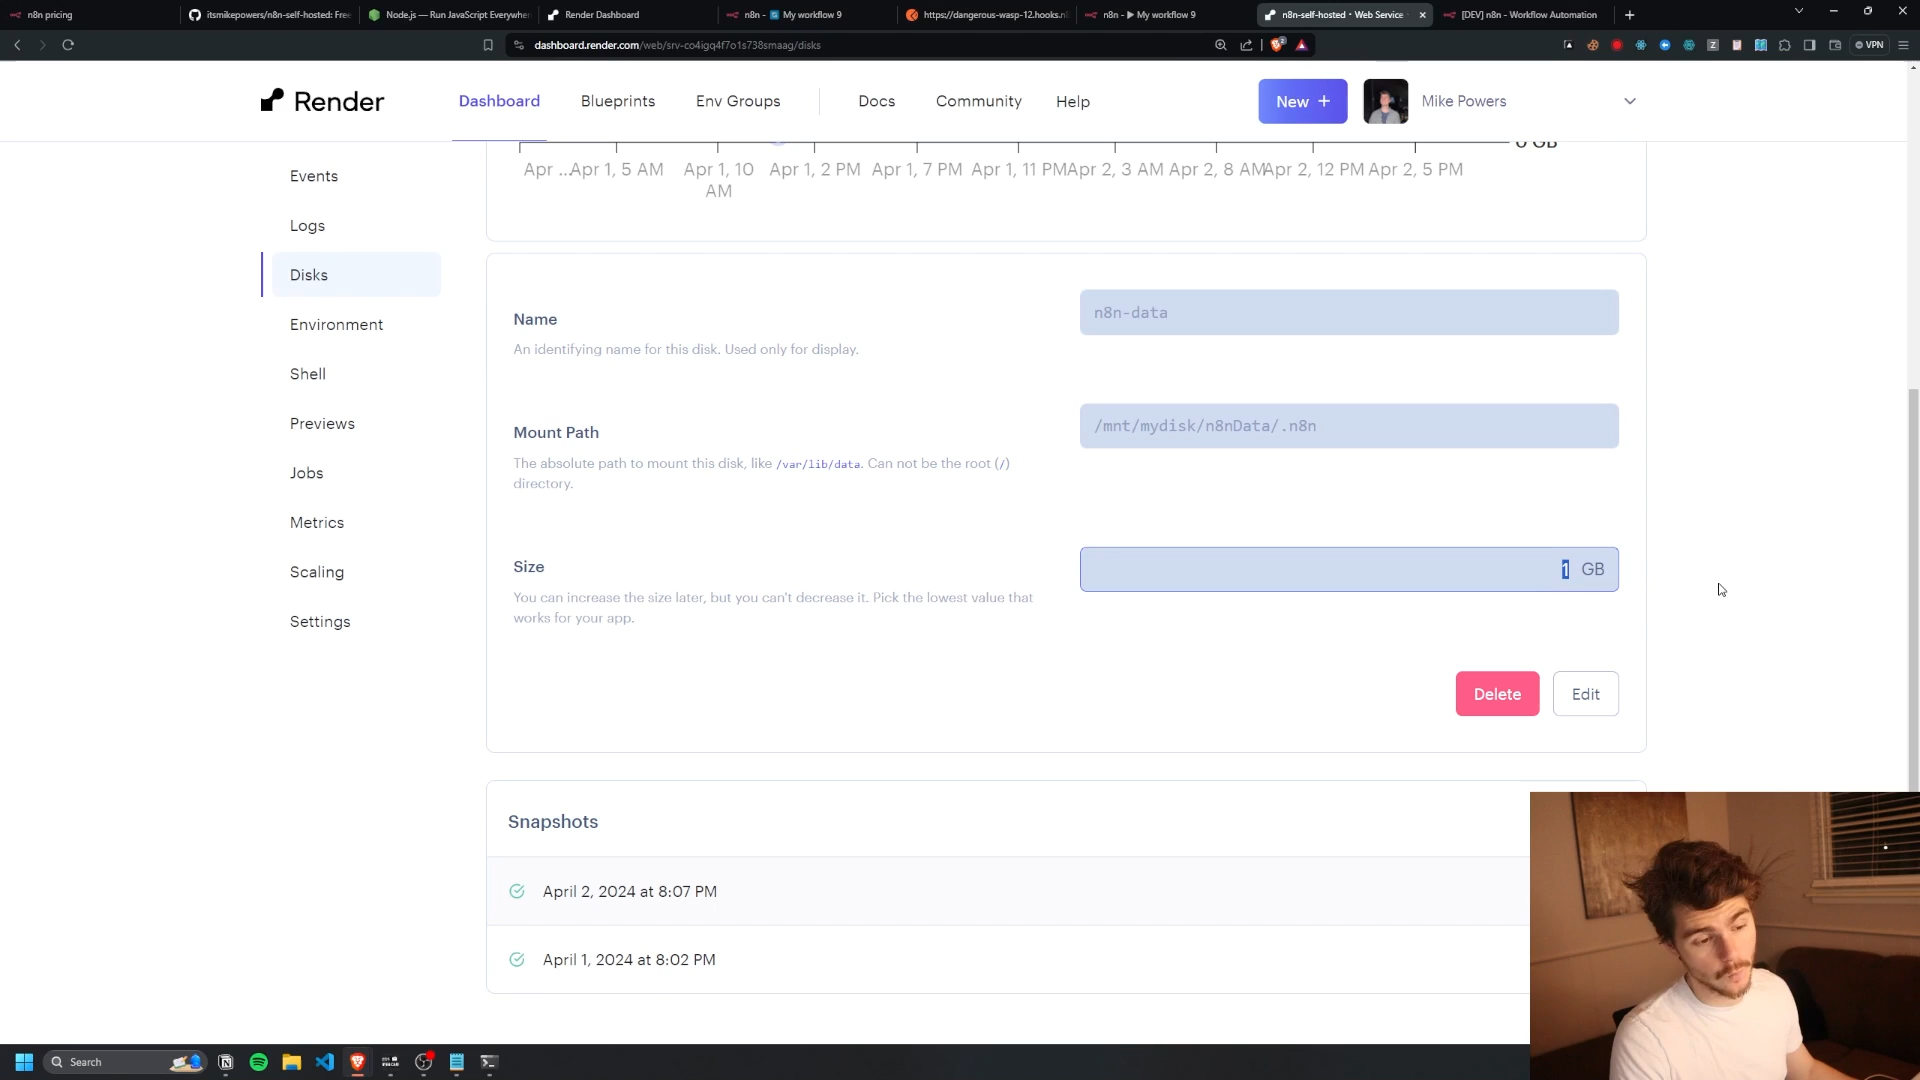 n8n pricing
itsmikepowers/n8n-self-hosted: Free
Node.js — Run JavaScript Everywher
Render Dashboard
n8n - My workflow 9
https://dangerous-wasp-12.hooks.n
n8n - ▶ My workflow 9
n8n-self-hosted · Web Service
[DEV] n8n - Workflow Automation
dashboard.render.com/web/srv-co4igq4f7o1s738smaag/disks
VPN
Render
Dashboard
Blueprints
Env Groups
Docs
Community
Help
New +
Mike Powers
0 GB
Apr ...
Apr 1, 5 AM
Apr 1, 10 AM
Apr 1, 2 PM
Apr 1, 7 PM
Apr 1, 11 PM
Apr 2, 3 AM
Apr 2, 8 AM
Apr 2, 12 PM
Apr 2, 5 PM
Events
Logs
Disks
Environment
Shell
Previews
Jobs
Metrics
Scaling
Settings
Name
An identifying name for this disk. Used only for display.
n8n-data
Mount Path
The absolute path to mount this disk, like /var/lib/data. Can not be the root (/)
directory.
/mnt/mydisk/n8nData/.n8n
Size
You can increase the size later, but you can't decrease it. Pick the lowest value that
works for your app.
1 GB
Delete
Edit
Snapshots
April 2, 2024 at 8:07 PM
April 1, 2024 at 8:02 PM
Search